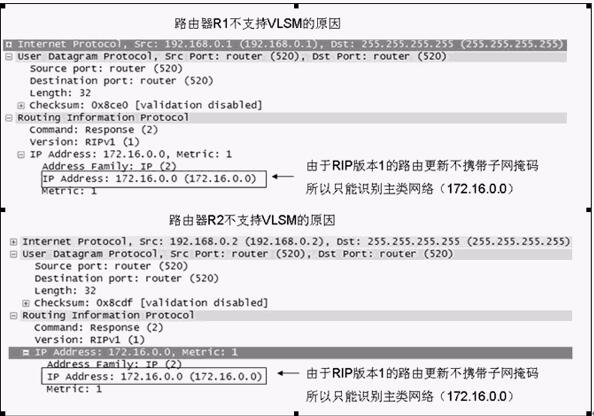 路由器R1不支持VLSM的原因
Internet Protocol, Src: 192.168.0.1 (192.168.0.1), Dst: 255.255.255.255 (255.255.255.255)
User Datagram Protocol, Src Port: router (520), Dst Port: router (520)
Source port: router (520)
Destination port: router (520)
Length: 32
Checksum: 0x8ce0 [validation disabled]
Routing Information Protocol
Command: Response (2)
Version: RIPv1 (1)
IP Address: 172.16.0.0, Metric: 1
Address Family: IP (2)
IP Address: 172.16.0.0 (172.16.0.0)
Metric: 1
由于RIP版本1的路由更新不携带子网掩码
所以只能识别主类网络（172.16.0.0）
路由器R2不支持VLSM的原因
Internet Protocol, Src: 192.168.0.2 (192.168.0.2), Dst: 255.255.255.255 (255.255.255.255)
User Datagram Protocol, Src Port: router (520), Dst Port: router (520)
Source port: router (520)
Destination port: router (520)
Length: 32
Checksum: 0x8cdf [validation disabled]
Routing Information Protocol
Command: Response (2)
Version: RIPv1 (1)
IP Address: 172.16.0.0, Metric: 1
Address Family: IP (2)
IP Address: 172.16.0.0 (172.16.0.0)
Metric: 1
由于RIP版本1的路由更新不携带子网掩码
所以只能识别主类网络（172.16.0.0）